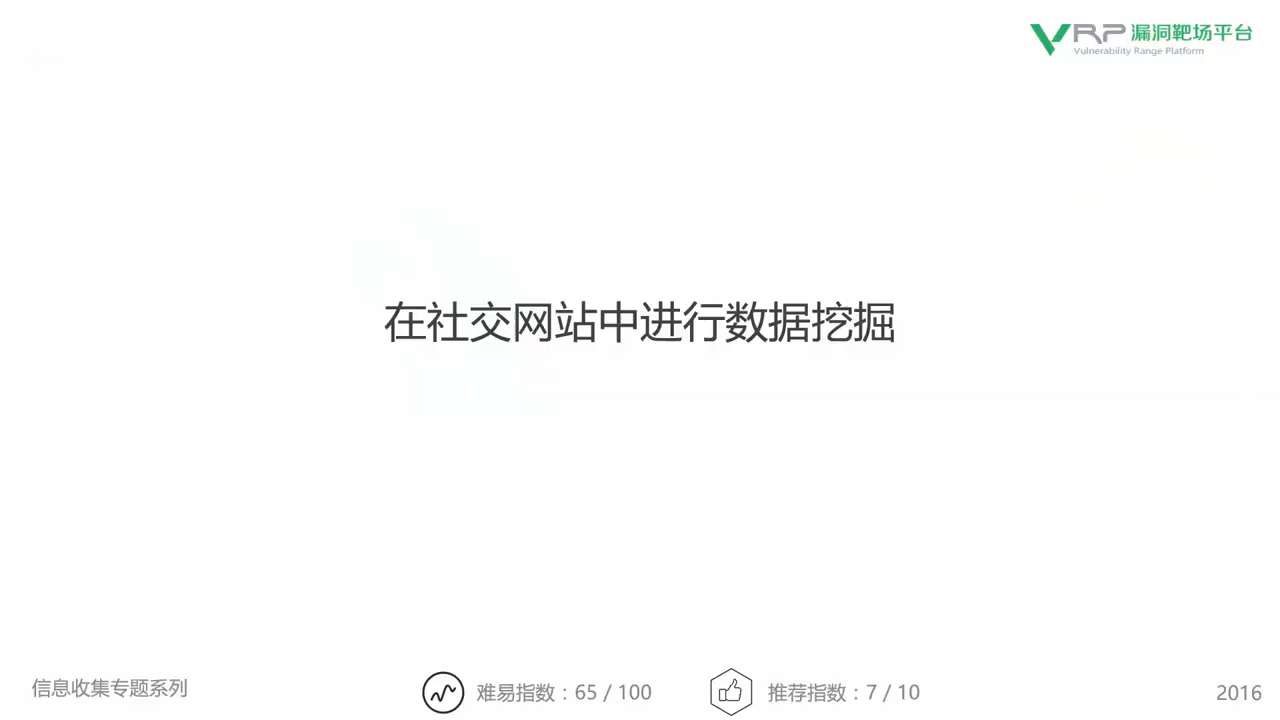 VRP 漏洞靶场平台
Vulnerability Range Platform
在社交网站中进行数据挖掘
信息收集专题系列
难易指数：65 / 100
推荐指数：7 / 10
2016